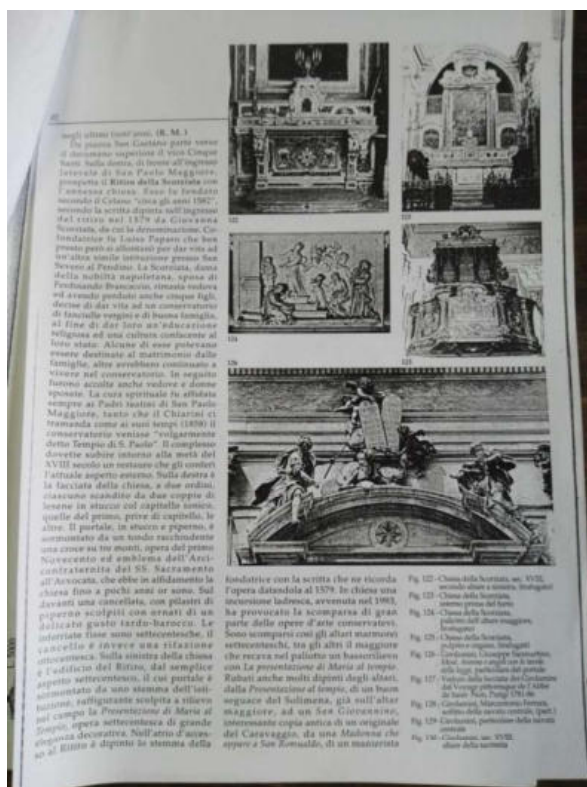 negli ultimi trent'anni. (R. M.)
Da piazza San Gaetano parte verso
il decumano superiore il vico Cinque
Santi. Sulla destra, di fronte all'ingresso
laterale di San Paolo Maggiore,
prospetta il Ritiro della Scorziata con
l'annessa chiesa. Esso fu fondato
secondo il Celano "circa gli anni 1582",
secondo la scritta dipinta nell'ingresso
del ritiro nel 1579 da Giovanna
Scorziata, da cui la denominazione. Co-
fondatrice fu Luisa Paparo che ben
presto però si allontanò per dar vita ad
un'altra simile istituzione presso San
Severo al Pendino. La Scorziata, dama
della nobiltà napoletana, sposa di
Ferdinando Brancaccio, rimasta vedova
ed avendo perduto anche cinque figli,
decise di dar vita ad un conservatorio
di fanciulle vergini e di buona famiglia,
al fine di dar loro un'educazione
religiosa ed una cultura confacente al
loro stato: Alcune di esse potevano
essere destinate al matrimonio dalle
famiglie, altre avrebbero continuato a
vivere nel conservatorio. In seguito
furono accolte anche vedove e donne
sposate. La cura spirituale fu affidata
sempre ai Padri teatini di San Paolo
Maggiore, tanto che il Chiarini ci
tramanda come ai suoi tempi (1858) il
conservatorio venisse "volgarmente
detto Tempio di S. Paolo". Il complesso
dovette subire intorno alla metà del
XVIII secolo un restauro che gli conferì
l'attuale aspetto esterno. Sulla destra è
la facciata della chiesa, a due ordini,
ciascuno scandito da due coppie di
lesene in stucco col capitello ionico,
quelle del primo, prive di capitello, le
altre. Il portale, in stucco e piperno, è
sormontato da un tondo racchiudente
una croce su tre monti, opera del primo
Novecento ed emblema dell'Arci-
confraternita del SS. Sacramento
all'Avvocata, che ebbe in affidamento la
chiesa fino a pochi anni or sono. Sul
davanti una cancellata, con pilastri di
piperno scolpiti con ornati di un
delicato gusto tardo-barocco. Le
inferriate fisse sono settecentesche, il
cancello è invece una rifazione
ottocentesca. Sulla sinistra della chiesa
è l'edificio del Ritiro, dal semplice
aspetto settecentesco, il cui portale è
sormontato da uno stemma dell'isti-
tuzione, raffigurante scolpita a rilievo
nel campo la Presentazione di Maria al
Tempio, opera settecentesca di grande
eleganza decorativa. Nell'atrio d'acces-
so al Ritiro è dipinto lo stemma della
122
123
124
125
126
fondatrice con la scritta che ne ricorda
l'opera datandola al 1579. In chiesa una
incursione ladresca, avvenuta nel 1993,
ha provocato la scomparsa di gran
parte delle opere d'arte conservatevi.
Sono scomparsi così gli altari marmorei
settecenteschi, tra gli altri il maggiore
che recava nel paliotto un bassorilievo
con La presentazione di Maria al tempio.
Rubati anche molti dipinti degli altari,
dalla Presentazione al tempio, di un buon
seguace del Solimena, già sull'altar
maggiore, ad un San Giovannino,
interessante copia antica di un originale
del Caravaggio, da una Madonna che
appare a San Romualdo, di un manierista
Fig. 122 - Chiesa della Scorziata, sec. XVIII,
secondo altare a sinistra, (trafugato)
Fig. 123 - Chiesa della Scorziata,
interno prima del furto
Fig. 124 - Chiesa della Scorziata,
paliotto dell'altare maggiore,
(trafugato)
Fig. 125 - Chiesa della Scorziata,
pulpito e organo, (trafugati)
Fig. 126 - Gerolamini, Giuseppe Sanmartino,
Mosè, Aronne e angeli con le tavole
della legge, particolare del portale
Fig. 127 - Veduta della facciata dei Gerolamini
dal Voyage pittoresque de l'Abbé
de Saint-Non, Parigi 1781-86
Fig. 128 - Gerolamini, Marcantonio Ferraro,
soffitto della navata centrale, (part.)
Fig. 129 - Gerolamini, particolare della navata
centrale
Fig. 130 - Gerolamini, sec. XVIII,
altare della sacrestia